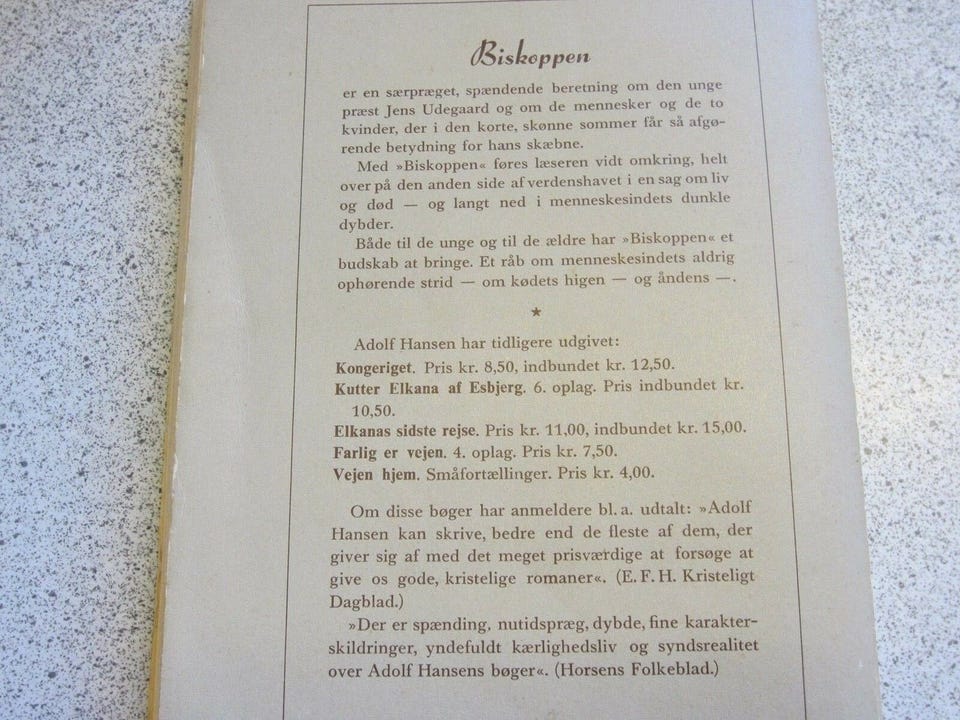 Biskoppen
er en særpræget, spændende beretning om den unge
præst Jens Udegaard og om de mennesker og de to
kvinder, der i den korte, skønne sommer får så afgø-
rende betydning for hans skæbne.
Med »Biskoppen« føres læseren vidt omkring, helt
over på den anden side af verdenshavet i en sag om liv
og død — og langt ned i menneskesindets dunkle
dybder.
Både til de unge og til de ældre har »Biskoppen« et
budskab at bringe. Et råb om menneskesindets aldrig
ophørende strid — om kødets higen — og åndens —.
★
Adolf Hansen har tidligere udgivet:
Kongeriget. Pris kr. 8,50, indbundet kr. 12,50.
Kutter Elkana af Esbjerg. 6. oplag. Pris indbundet kr.
10,50.
Elkanas sidste rejse. Pris kr. 11,00, indbundet kr. 15,00.
Farlig er vejen. 4. oplag. Pris kr. 7,50.
Vejen hjem. Småfortællinger. Pris kr. 4,00.
Om disse bøger har anmeldere bl. a. udtalt: »Adolf
Hansen kan skrive, bedre end de fleste af dem, der
giver sig af med det meget prisværdige at forsøge at
give os gode, kristelige romaner«. (E. F. H. Kristeligt
Dagblad.)
»Der er spænding, nutidspræg, dybde, fine karakter-
skildringer, yndefuldt kærlighedsliv og syndsrealitet
over Adolf Hansens bøger«. (Horsens Folkeblad.)